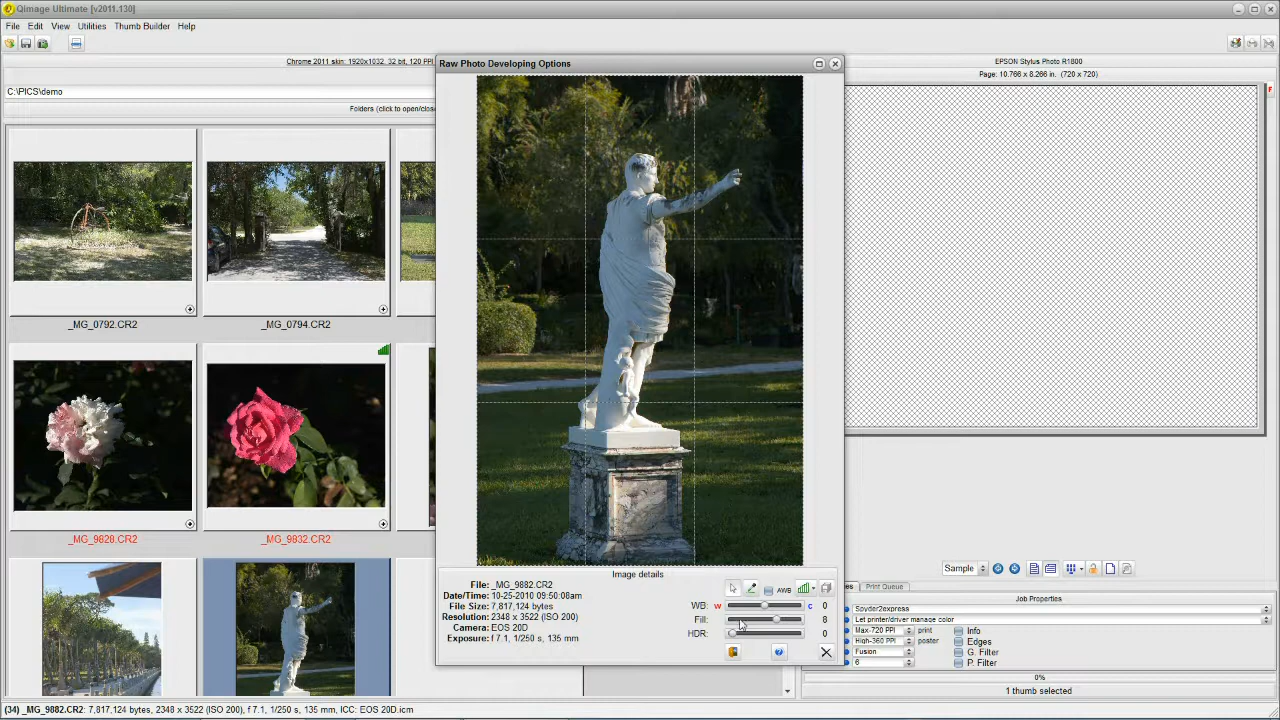 Qimage Ultimate [v2011.130]
File Edit View Utilities Thumb Builder Help
Chrome 2011 skin: 1920x1032, 32 bit, 120 PPI
C:\PICS\demo
Folders (click to open/close
_MG_0792.CR2
_MG_0794.CR2
_MG_9828.CR2
_MG_9832.CR2
Raw Photo Developing Options
Image details
File: _MG_9882.CR2
Date/Time: 10-25-2010 09:50:08am
File Size: 7,817,124 bytes
Resolution: 2348 x 3522 (ISO 200)
Camera: EOS 20D
Exposure: f 7.1, 1/250 s, 135 mm
AWB
WB: w c 0
Fill: 8
HDR: 0
EPSON Stylus Photo R1800
Page: 10.766 x 8.266 in. (720 x 720)
F
Sample
es Print Queue
Job Properties
Spyder2express
Let printer/driver manage color
Max-720 PPI print Info
High-360 PPI poster Edges
Fusion G. Filter
6 P. Filter
0%
1 thumb selected
(34) _MG_9882.CR2: 7,817,124 bytes, 2348 x 3522 (ISO 200), f 7.1, 1/250 s, 135 mm, ICC: EOS 20D.icm